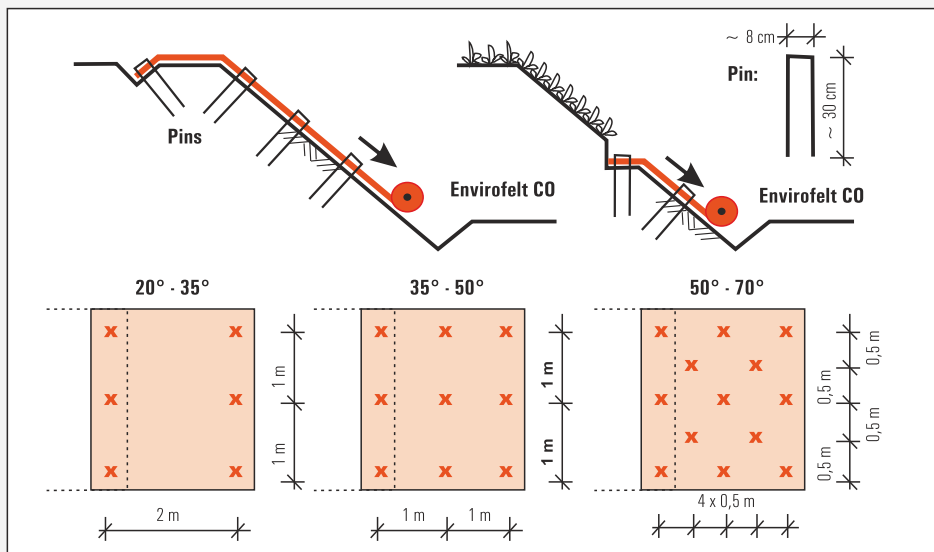 ~ 8 cm
Pin:
~ 30 cm
Pins
Envirofelt CO
Envirofelt CO
20° - 35°
35° - 50°
50° - 70°
x x
x x
x x
1 m
1 m
2 m
x x x
x x x
x x x
1 m
1 m
1 m 1 m
x x x
x x
x x x
x x
x x x
0,5 m
0,5 m
0,5 m
0,5 m
4 x 0,5 m